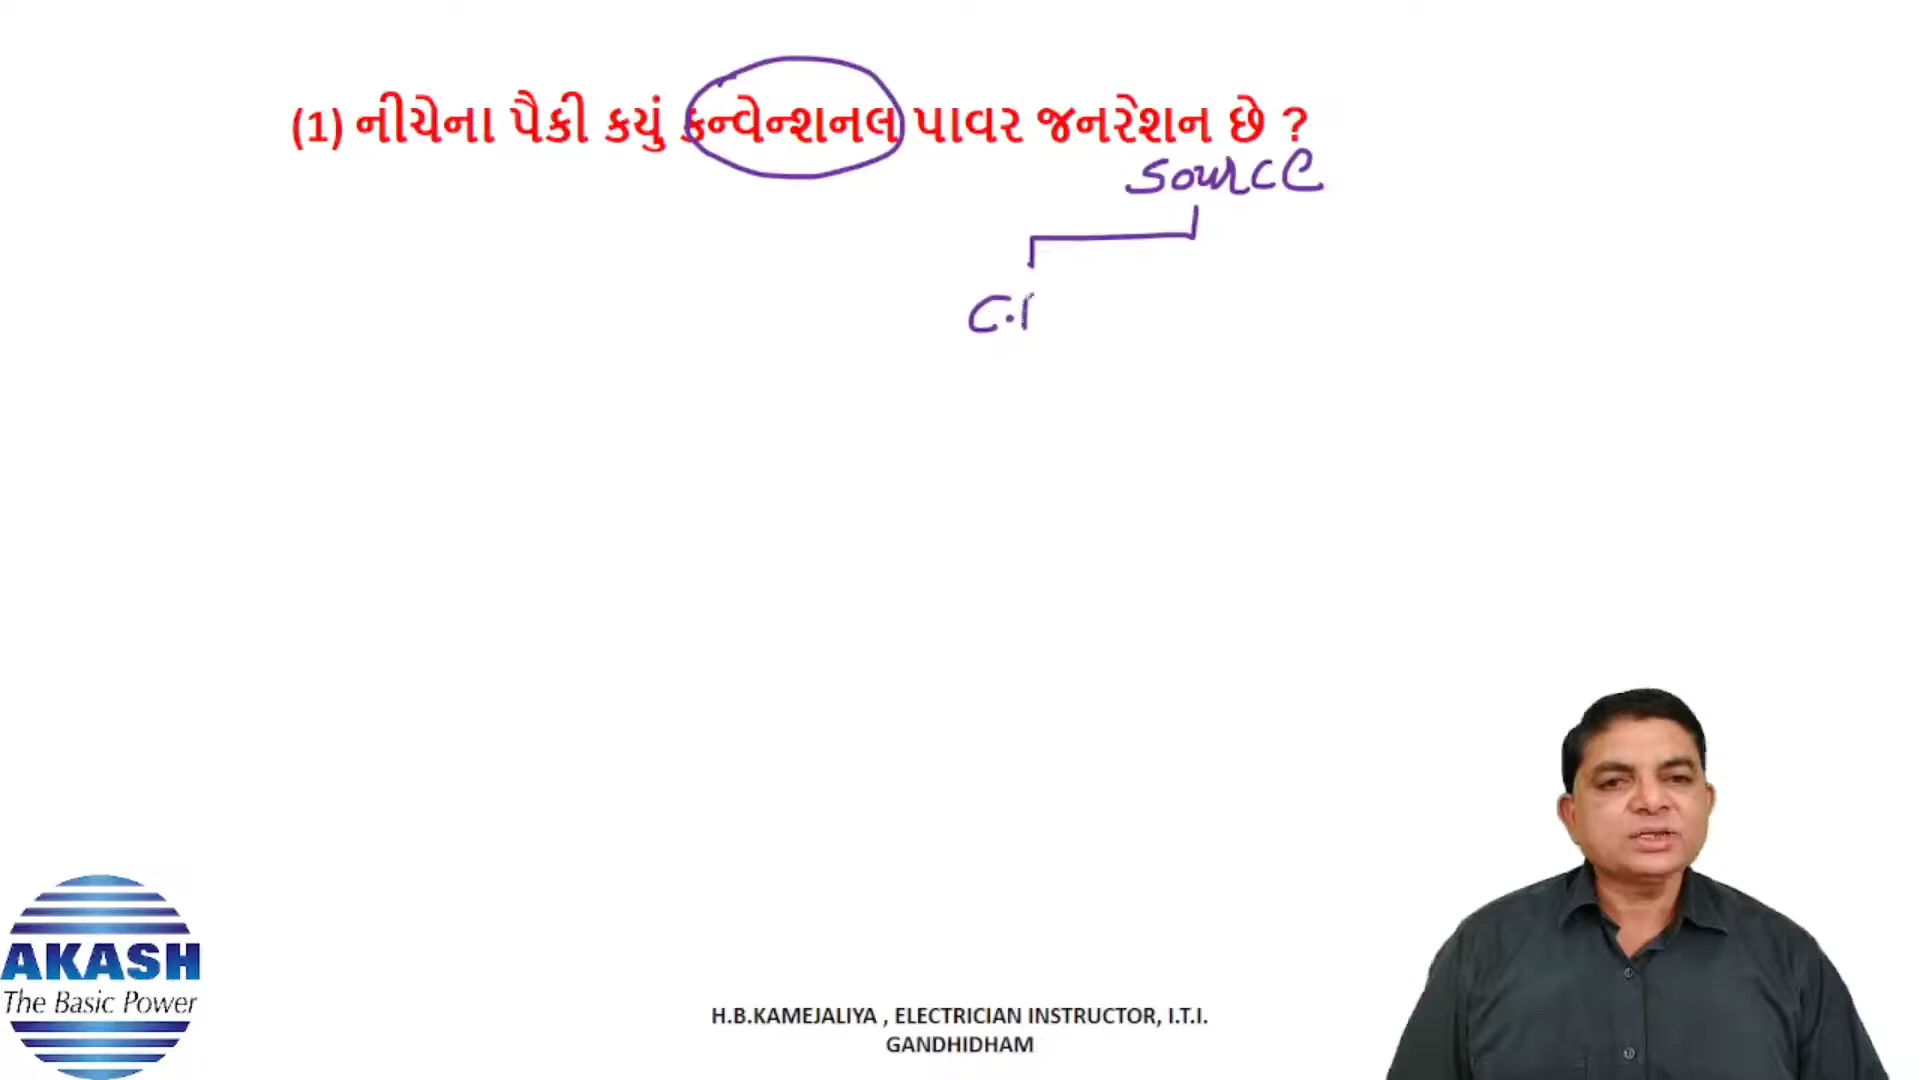 (1) નીચેના પૈકી કયું કન્વેન્શનલ પાવર જનરેશન છે ?
Source
C.
AKASH
The Basic Power
H.B.KAMEJALIYA , ELECTRICIAN INSTRUCTOR, I.T.I.
GANDHIDHAM